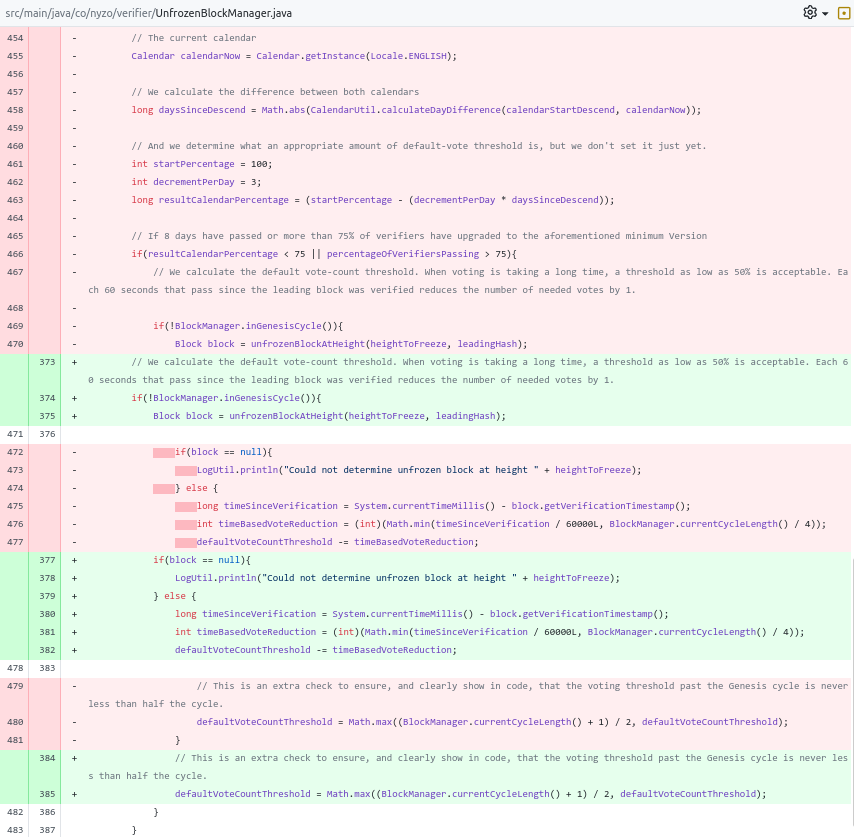 src/main/java/co/nyzo/verifier/UnfrozenBlockManager.java
454 - // The current calendar
455 - Calendar calendarNow = Calendar.getInstance(Locale.ENGLISH);
456 -
457 - // We calculate the difference between both calendars
458 - long daysSinceDescend = Math.abs(CalendarUtil.calculateDayDifference(calendarStartDescend, calendarNow));
459 -
460 - // And we determine what an appropriate amount of default-vote threshold is, but we don't set it just yet.
461 - int startPercentage = 100;
462 - int decrementPerDay = 3;
463 - long resultCalendarPercentage = (startPercentage - (decrementPerDay * daysSinceDescend));
464 -
465 - // If 8 days have passed or more than 75% of verifiers have upgraded to the aforementioned minimum Version
466 - if(resultCalendarPercentage < 75 || percentageOfVerifiersPassing > 75){
467 - // We calculate the default vote-count threshold. When voting is taking a long time, a threshold as low as 50% is acceptable. Ea
ch 60 seconds that pass since the leading block was verified reduces the number of needed votes by 1.
468 -
469 - if(!BlockManager.inGenesisCycle()){
470 - Block block = unfrozenBlockAtHeight(heightToFreeze, leadingHash);
373 + // We calculate the default vote-count threshold. When voting is taking a long time, a threshold as low as 50% is acceptable. Each 6
0 seconds that pass since the leading block was verified reduces the number of needed votes by 1.
374 + if(!BlockManager.inGenesisCycle()){
375 + Block block = unfrozenBlockAtHeight(heightToFreeze, leadingHash);
471 376
472 - if(block == null){
473 - LogUtil.println("Could not determine unfrozen block at height " + heightToFreeze);
474 - } else {
475 - long timeSinceVerification = System.currentTimeMillis() - block.getVerificationTimestamp();
476 - int timeBasedVoteReduction = (int)(Math.min(timeSinceVerification / 60000L, BlockManager.currentCycleLength() / 4));
477 - defaultVoteCountThreshold -= timeBasedVoteReduction;
377 + if(block == null){
378 + LogUtil.println("Could not determine unfrozen block at height " + heightToFreeze);
379 + } else {
380 + long timeSinceVerification = System.currentTimeMillis() - block.getVerificationTimestamp();
381 + int timeBasedVoteReduction = (int)(Math.min(timeSinceVerification / 60000L, BlockManager.currentCycleLength() / 4));
382 + defaultVoteCountThreshold -= timeBasedVoteReduction;
478 383
479 - // This is an extra check to ensure, and clearly show in code, that the voting threshold past the Genesis cycle is never
less than half the cycle.
480 - defaultVoteCountThreshold = Math.max((BlockManager.currentCycleLength() + 1) / 2, defaultVoteCountThreshold);
481 - }
384 + // This is an extra check to ensure, and clearly show in code, that the voting threshold past the Genesis cycle is never les
s than half the cycle.
385 + defaultVoteCountThreshold = Math.max((BlockManager.currentCycleLength() + 1) / 2, defaultVoteCountThreshold);
482 386 }
483 387 }